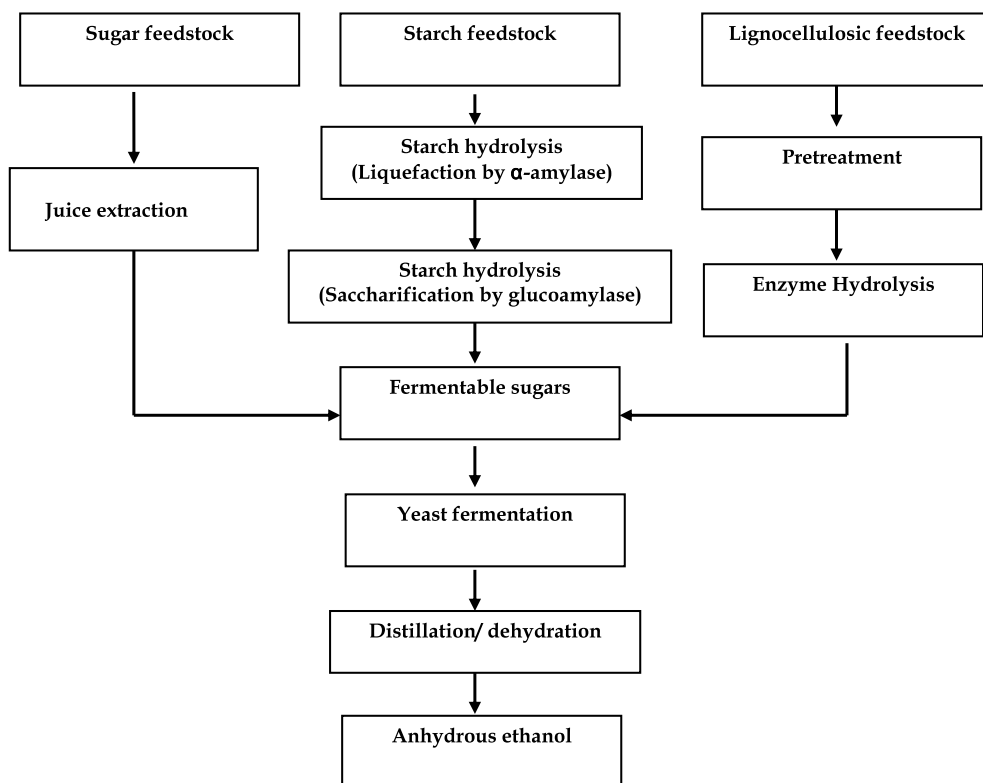 Sugar feedstock
Starch feedstock
Lignocellulosic feedstock
Starch hydrolysis
(Liquefaction by α-amylase)
Pretreatment
Juice extraction
Starch hydrolysis
(Saccharification by glucoamylase)
Enzyme Hydrolysis
Fermentable sugars
Yeast fermentation
Distillation/ dehydration
Anhydrous ethanol